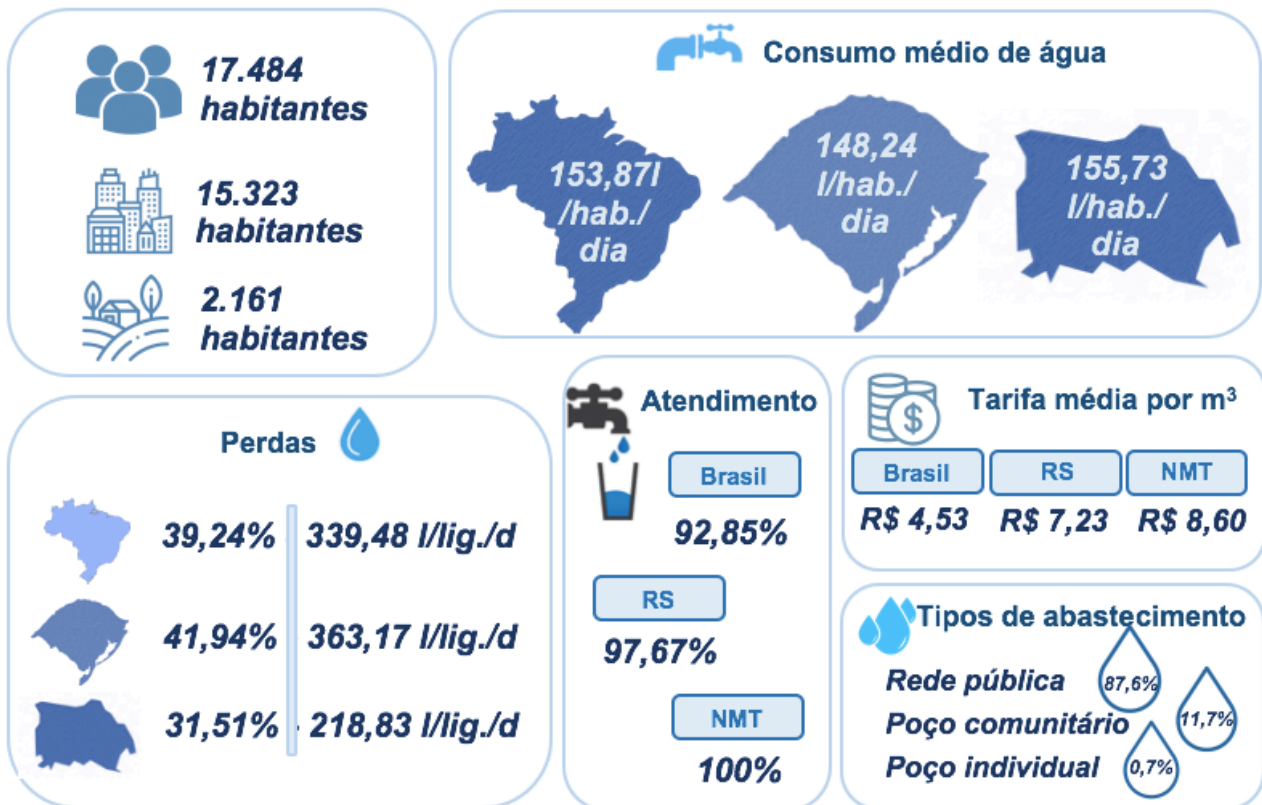 17.484
habitantes
15.323
habitantes
2.161
habitantes
Consumo médio de água
153,87l
/hab./
dia
148,24
l/hab./
dia
155,73
l/hab./
dia
Perdas
39,24% 339,48 l/lig./d
41,94% 363,17 l/lig./d
31,51% 218,83 l/lig./d
Atendimento
Brasil
92,85%
RS
97,67%
NMT
100%
Tarifa média por m³
Brasil RS NMT
R$ 4,53 R$ 7,23 R$ 8,60
Tipos de abastecimento
Rede pública 87,6%
Poço comunitário 11,7%
Poço individual 0,7%